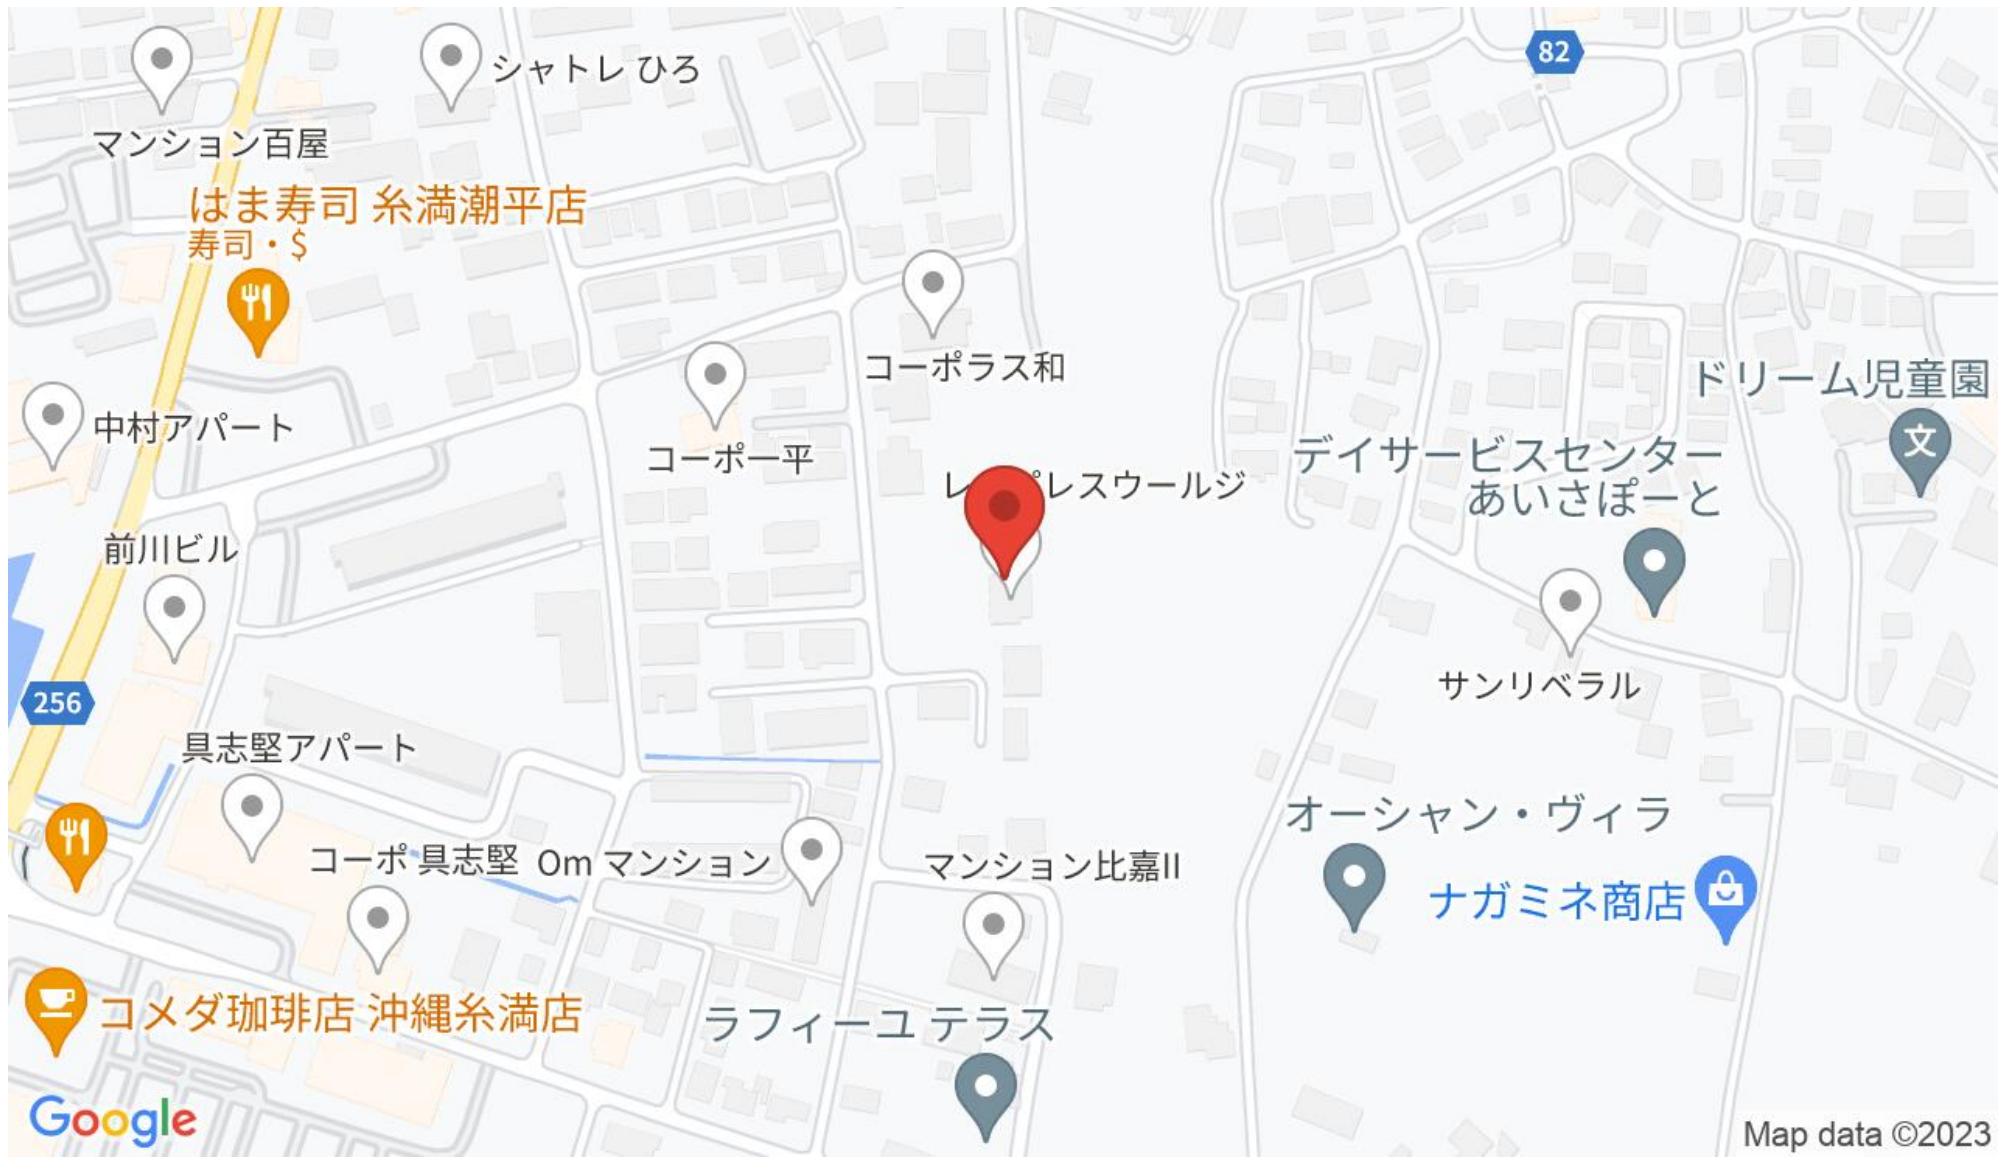 82
シャトレ ひろ
マンション百屋
はま寿司 糸満潮平店
寿司・$
コーポラス和
ドリーム児童園
中村アパート
コーポ一平
デイサービスセンター
あいさぽーと
レスウールジ
文
前川ビル
サンリベラル
256
具志堅アパート
オーシャン・ヴィラ
コーポ 具志堅
Om マンション
マンション比嘉II
ナガミネ商店
コメダ珈琲店 沖縄糸満店
ラフィーユ テラス
Google
Map data ©2023